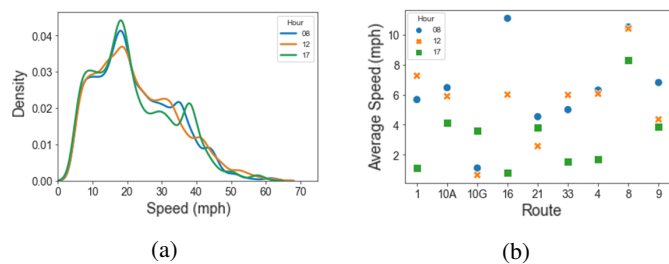 Hour
08
12
17
Density
0.04
0.03
0.02
0.01
0.00
0 10 20 30 40 50 60 70
Speed (mph)
(a)
Hour
08
12
17
Average Speed (mph)
10
8
6
4
2
1 10A 10G 16 21 33 4 8 9
Route
(b)